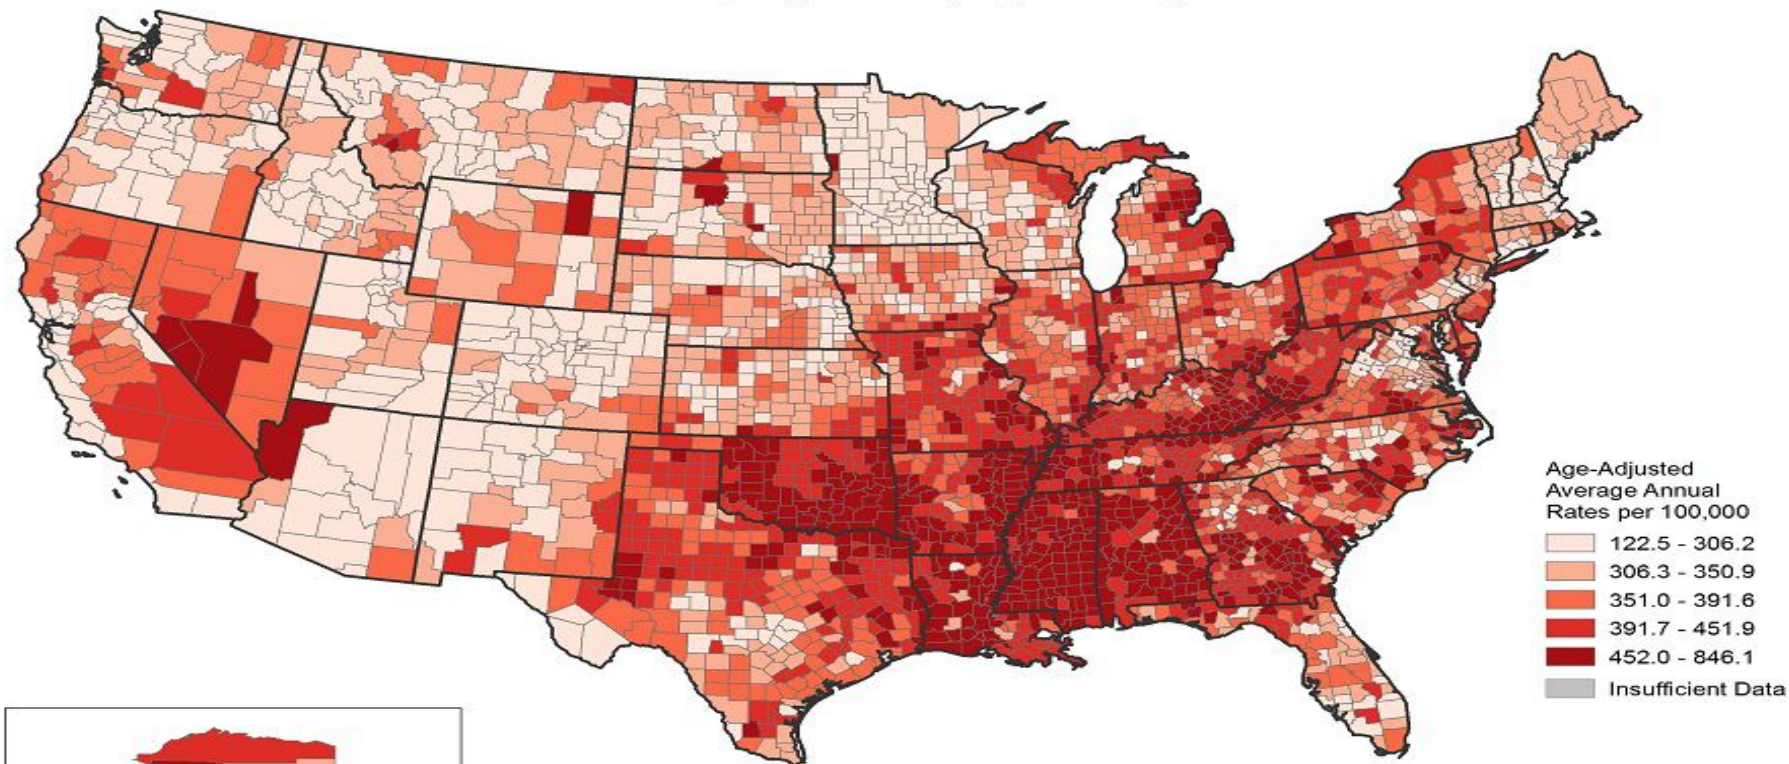 Age-Adjusted
Average Annual
Rates per 100,000
122.5 - 306.2
306.3 - 350.9
351.0 - 391.6
391.7 - 451.9
452.0 - 846.1
Insufficient Data